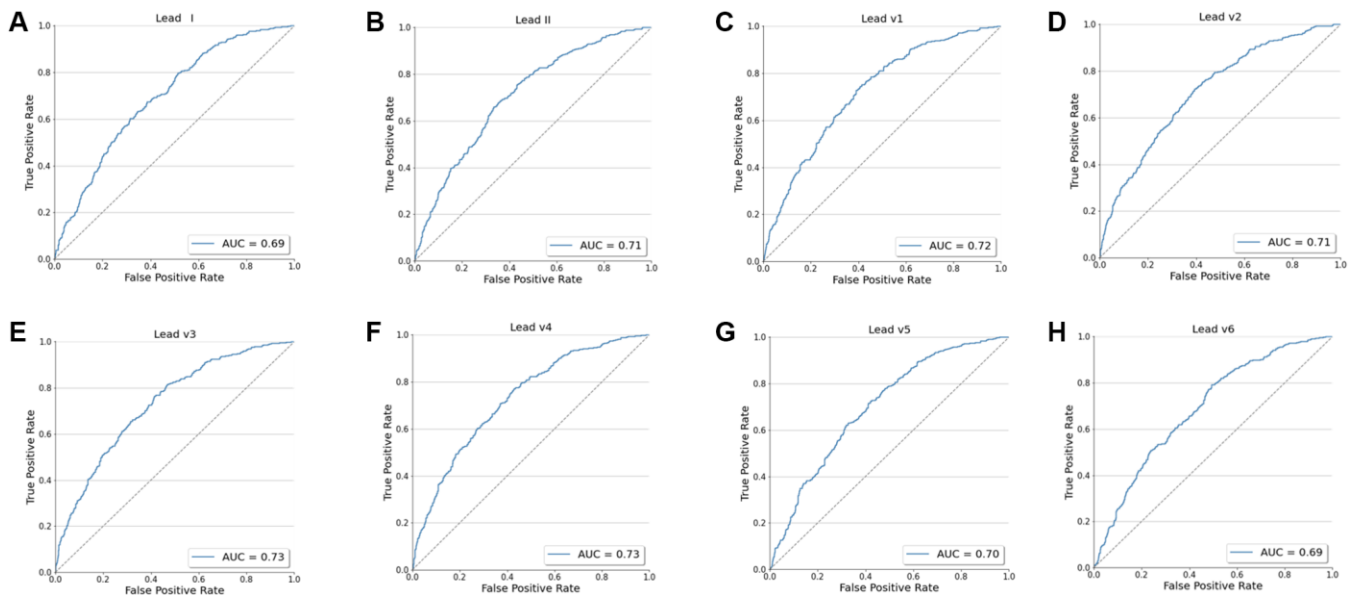 A
Lead I
True Positive Rate
1.0
0.8
0.6
0.4
0.2
0.0
AUC = 0.69
0.0 0.2 0.4 0.6 0.8 1.0
False Positive Rate
B
Lead II
True Positive Rate
1.0
0.8
0.6
0.4
0.2
0.0
AUC = 0.71
0.0 0.2 0.4 0.6 0.8 1.0
False Positive Rate
C
Lead v1
True Positive Rate
1.0
0.8
0.6
0.4
0.2
0.0
AUC = 0.72
0.0 0.2 0.4 0.6 0.8 1.0
False Positive Rate
D
Lead v2
True Positive Rate
1.0
0.8
0.6
0.4
0.2
0.0
AUC = 0.71
0.0 0.2 0.4 0.6 0.8 1.0
False Positive Rate
E
Lead v3
True Positive Rate
1.0
0.8
0.6
0.4
0.2
0.0
AUC = 0.73
0.0 0.2 0.4 0.6 0.8 1.0
False Positive Rate
F
Lead v4
True Positive Rate
1.0
0.8
0.6
0.4
0.2
0.0
AUC = 0.73
0.0 0.2 0.4 0.6 0.8 1.0
False Positive Rate
G
Lead v5
True Positive Rate
1.0
0.8
0.6
0.4
0.2
0.0
AUC = 0.70
0.0 0.2 0.4 0.6 0.8 1.0
False Positive Rate
H
Lead v6
True Positive Rate
1.0
0.8
0.6
0.4
0.2
0.0
AUC = 0.69
0.0 0.2 0.4 0.6 0.8 1.0
False Positive Rate